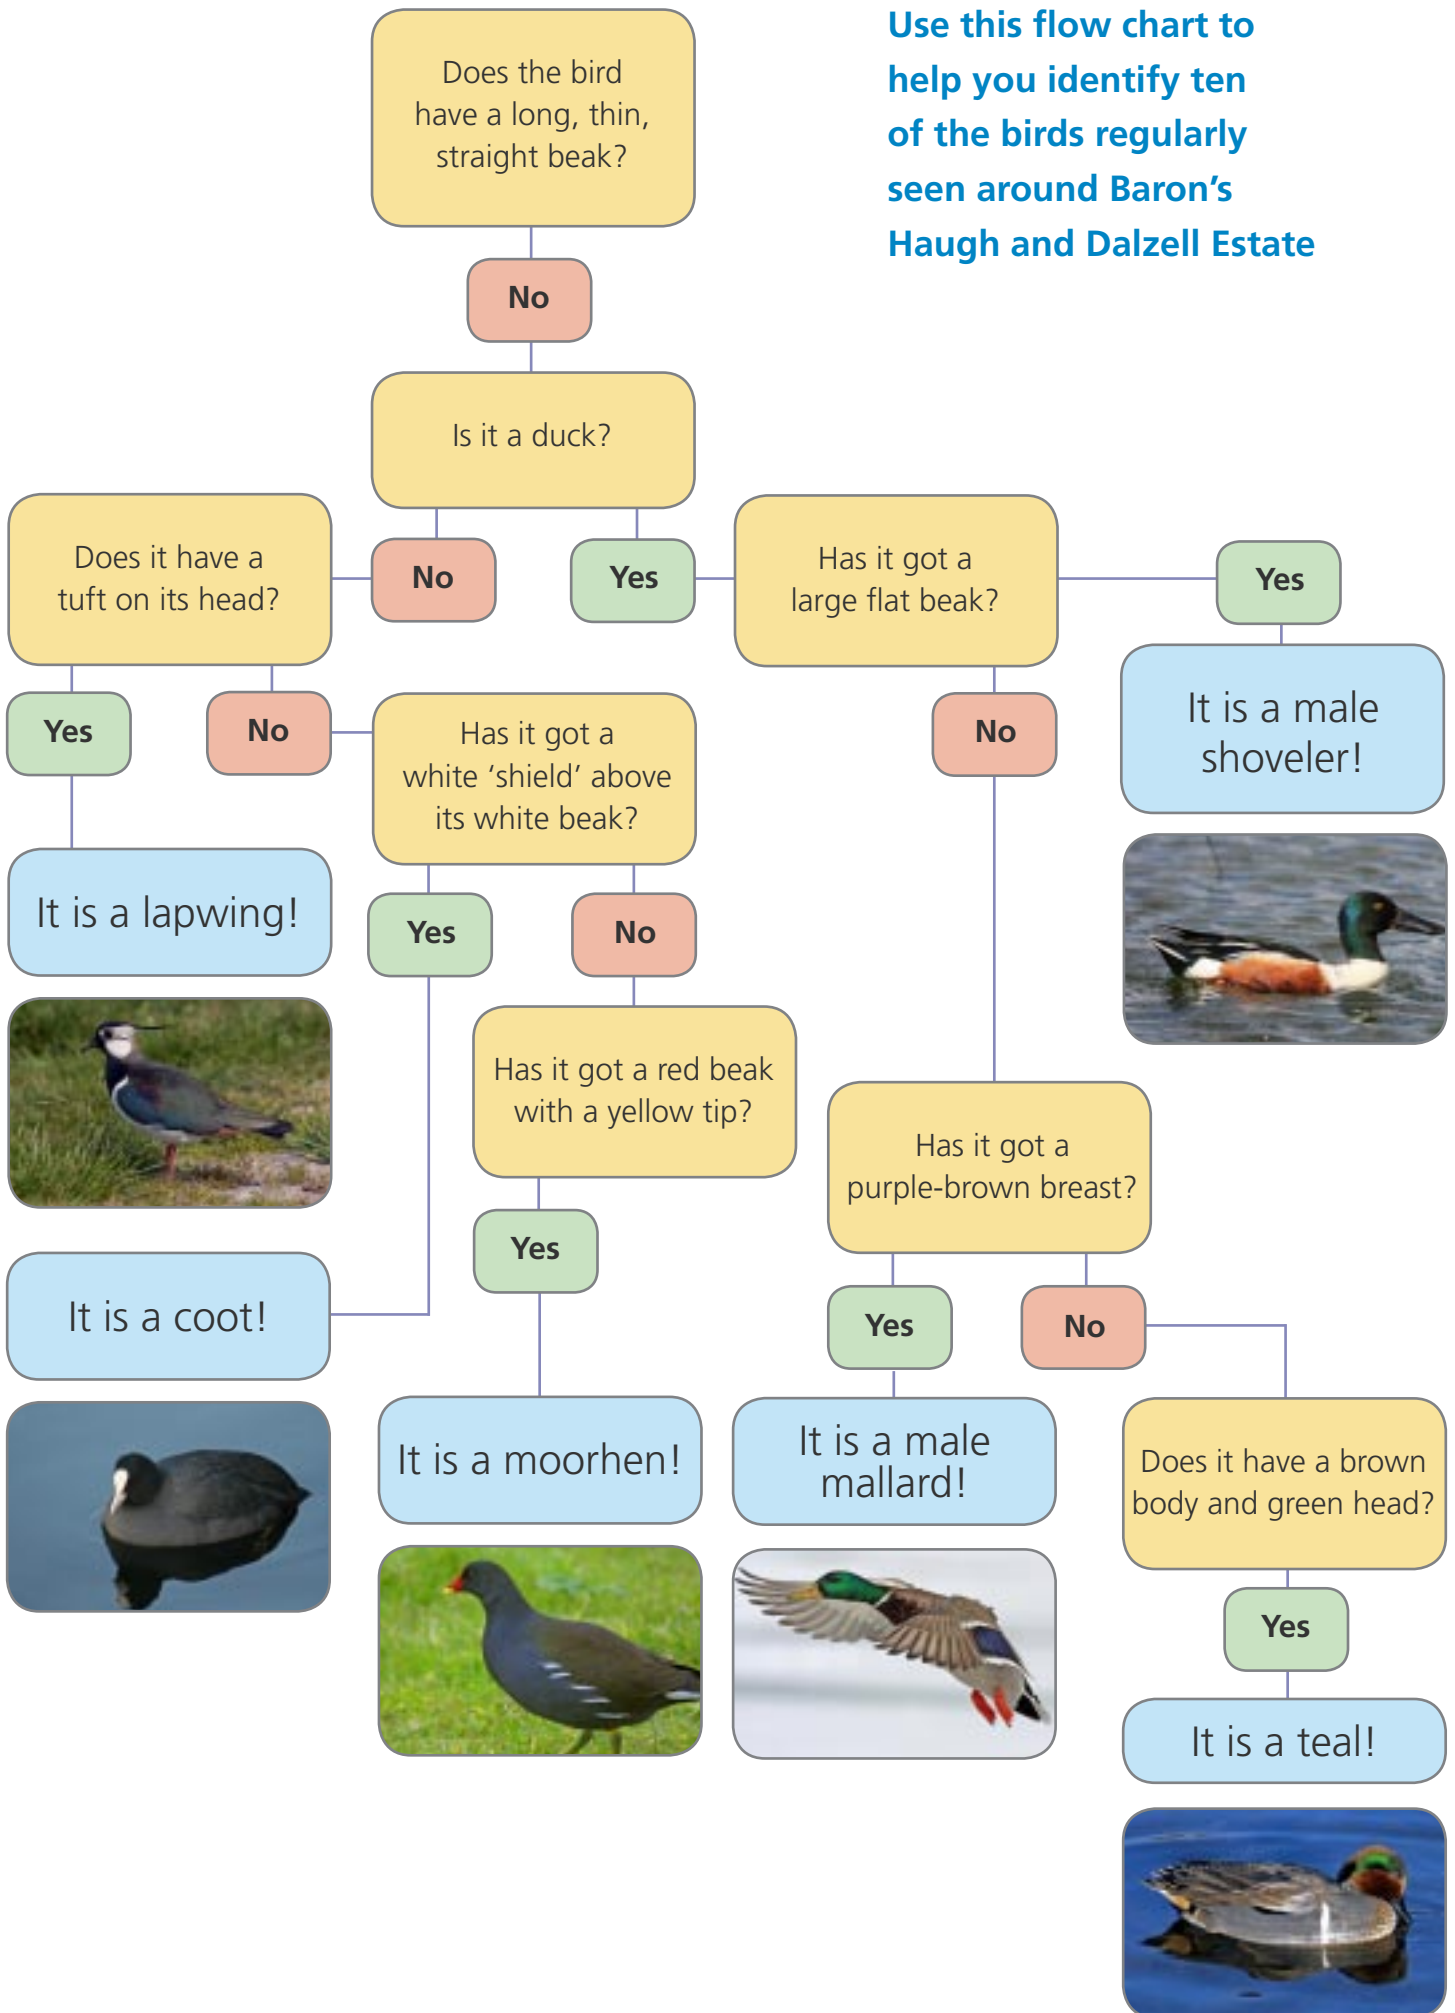 Use this flow chart to
help you identify ten
of the birds regularly
seen around Baron’s
Haugh and Dalzell Estate
Does the bird
have a long, thin,
straight beak?
No
Is it a duck?
No
Yes
Does it have a
tuft on its head?
Yes
No
Has it got a
large flat beak?
Yes
No
It is a male
shoveler!
Has it got a
white ‘shield’ above
its white beak?
Yes
No
It is a lapwing!
Has it got a red beak
with a yellow tip?
Yes
Has it got a
purple-brown breast?
Yes
No
It is a coot!
It is a moorhen!
It is a male
mallard!
Does it have a brown
body and green head?
Yes
It is a teal!